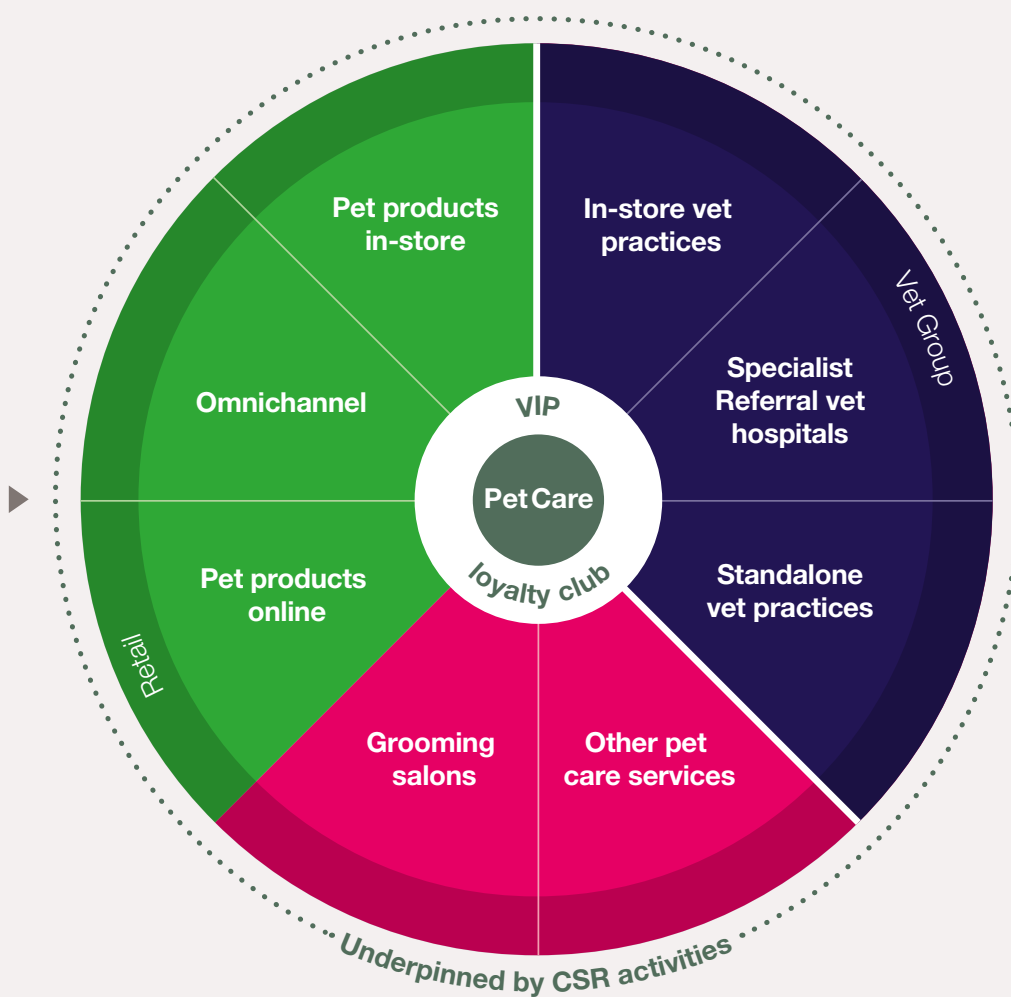 Pet products
in-store
In-store vet
practices
Vet Group
Specialist
Referral vet
hospitals
Omnichannel
VIP
Pet Care
loyalty club
Pet products
online
Standalone
vet practices
Retail
Grooming
salons
Other pet
care services
Underpinned by CSR activities